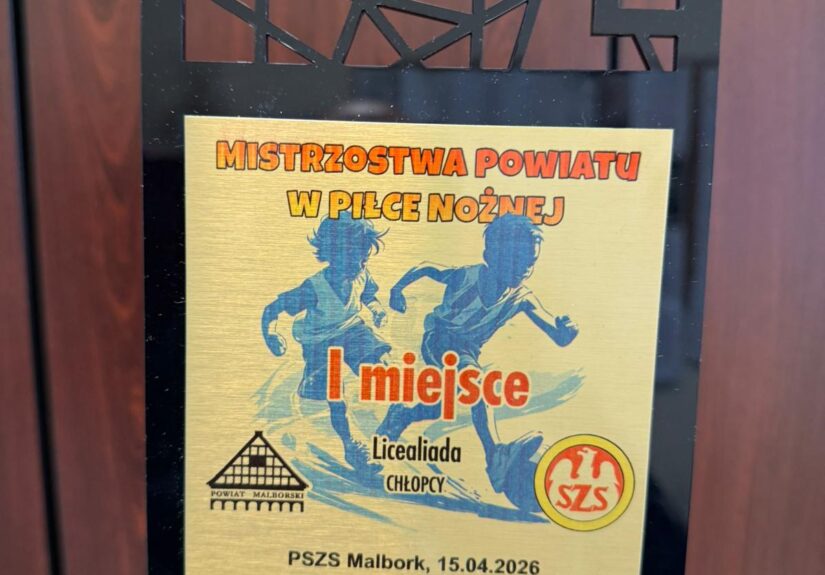 MISTRZOSTWA POWIATU
W PIŁCE NOŻNEJ
I miejsce
Licealiada
CHŁOPCY
POWIAT MALBORSKI
SZS
PSZS Malbork, 15.04.2026